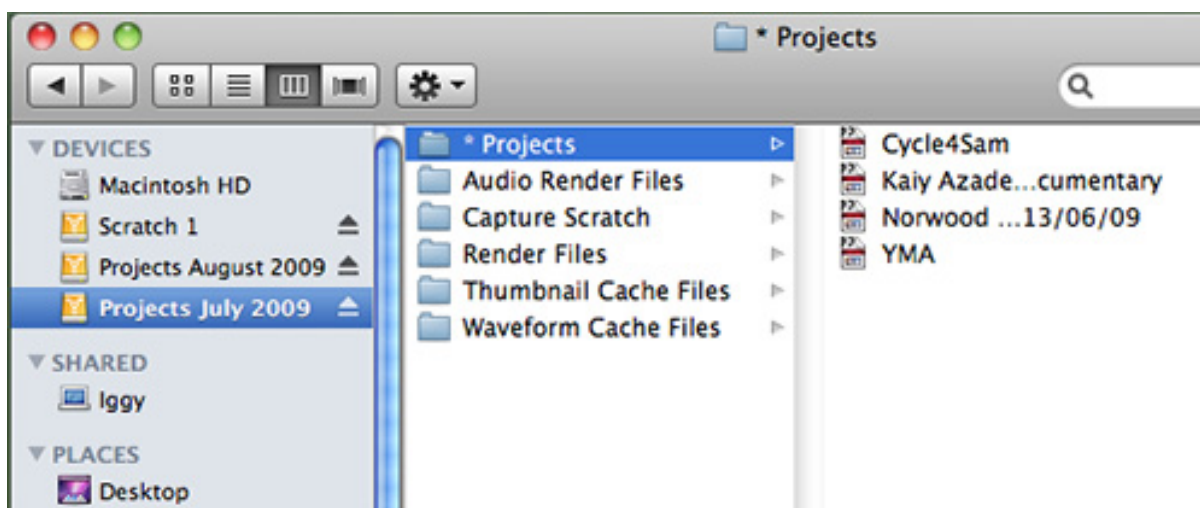 * Projects
DEVICES
Macintosh HD
Scratch 1
Projects August 2009
Projects July 2009
SHARED
Iggy
PLACES
Desktop
* Projects
Audio Render Files
Capture Scratch
Render Files
Thumbnail Cache Files
Waveform Cache Files
Cycle4Sam
Kaiy Azade...cumentary
Norwood ...13/06/09
YMA